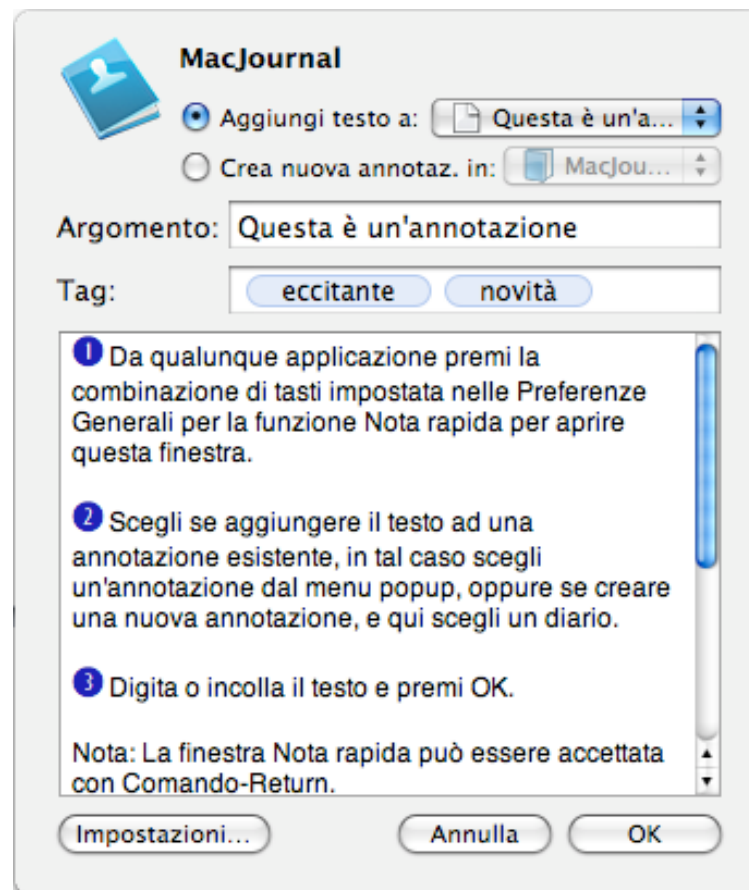 MacJournal
Aggiungi testo a: Questa è un'a...
Crea nuova annotaz. in: MacJou...
Argomento: Questa è un'annotazione
Tag: eccitante novità
1 Da qualunque applicazione premi la
combinazione di tasti impostata nelle Preferenze
Generali per la funzione Nota rapida per aprire
questa finestra.
2 Scegli se aggiungere il testo ad una
annotazione esistente, in tal caso scegli
un'annotazione dal menu popup, oppure se creare
una nuova annotazione, e qui scegli un diario.
3 Digita o incolla il testo e premi OK.
Nota: La finestra Nota rapida può essere accettata
con Comando-Return.
Impostazioni... Annulla OK